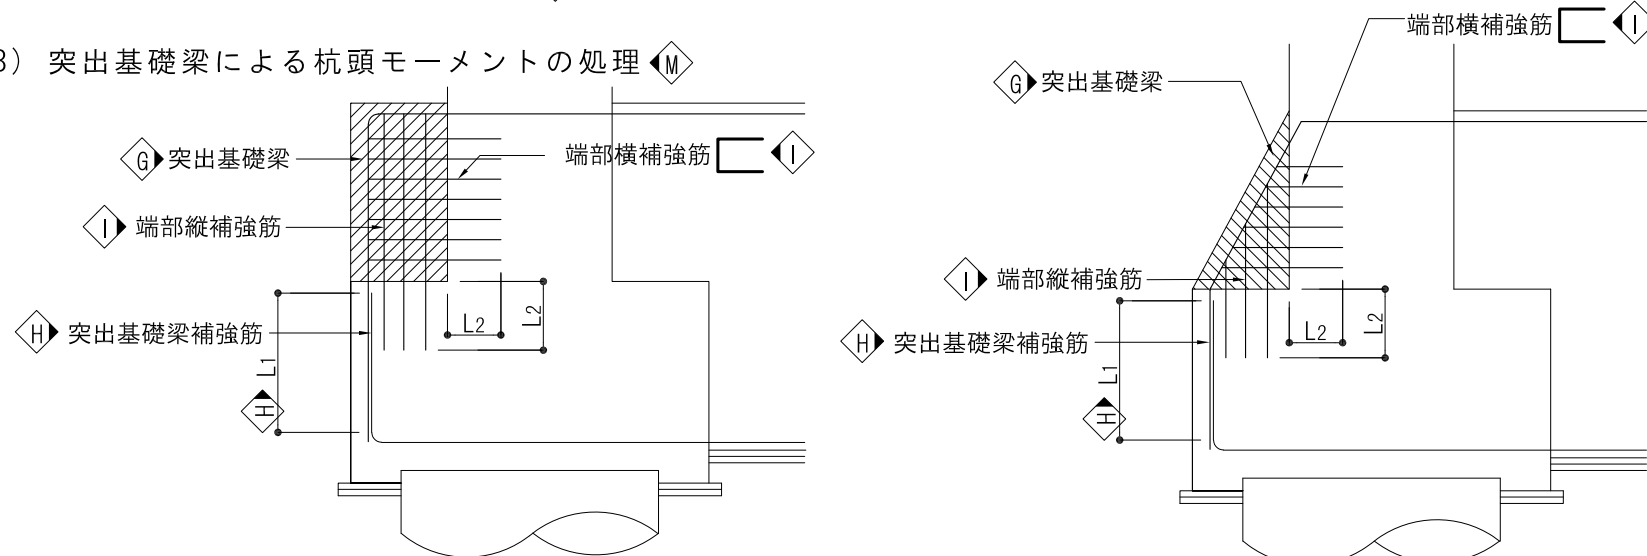 3） 突出基礎梁による杭頭モーメントの処理 M
G 突出基礎梁
端部横補強筋 I
I 端部縦補強筋
H 突出基礎梁補強筋
L1
H
L2
L2
端部横補強筋 I
G 突出基礎梁
I 端部縦補強筋
H 突出基礎梁補強筋
L1
H
L2
L2